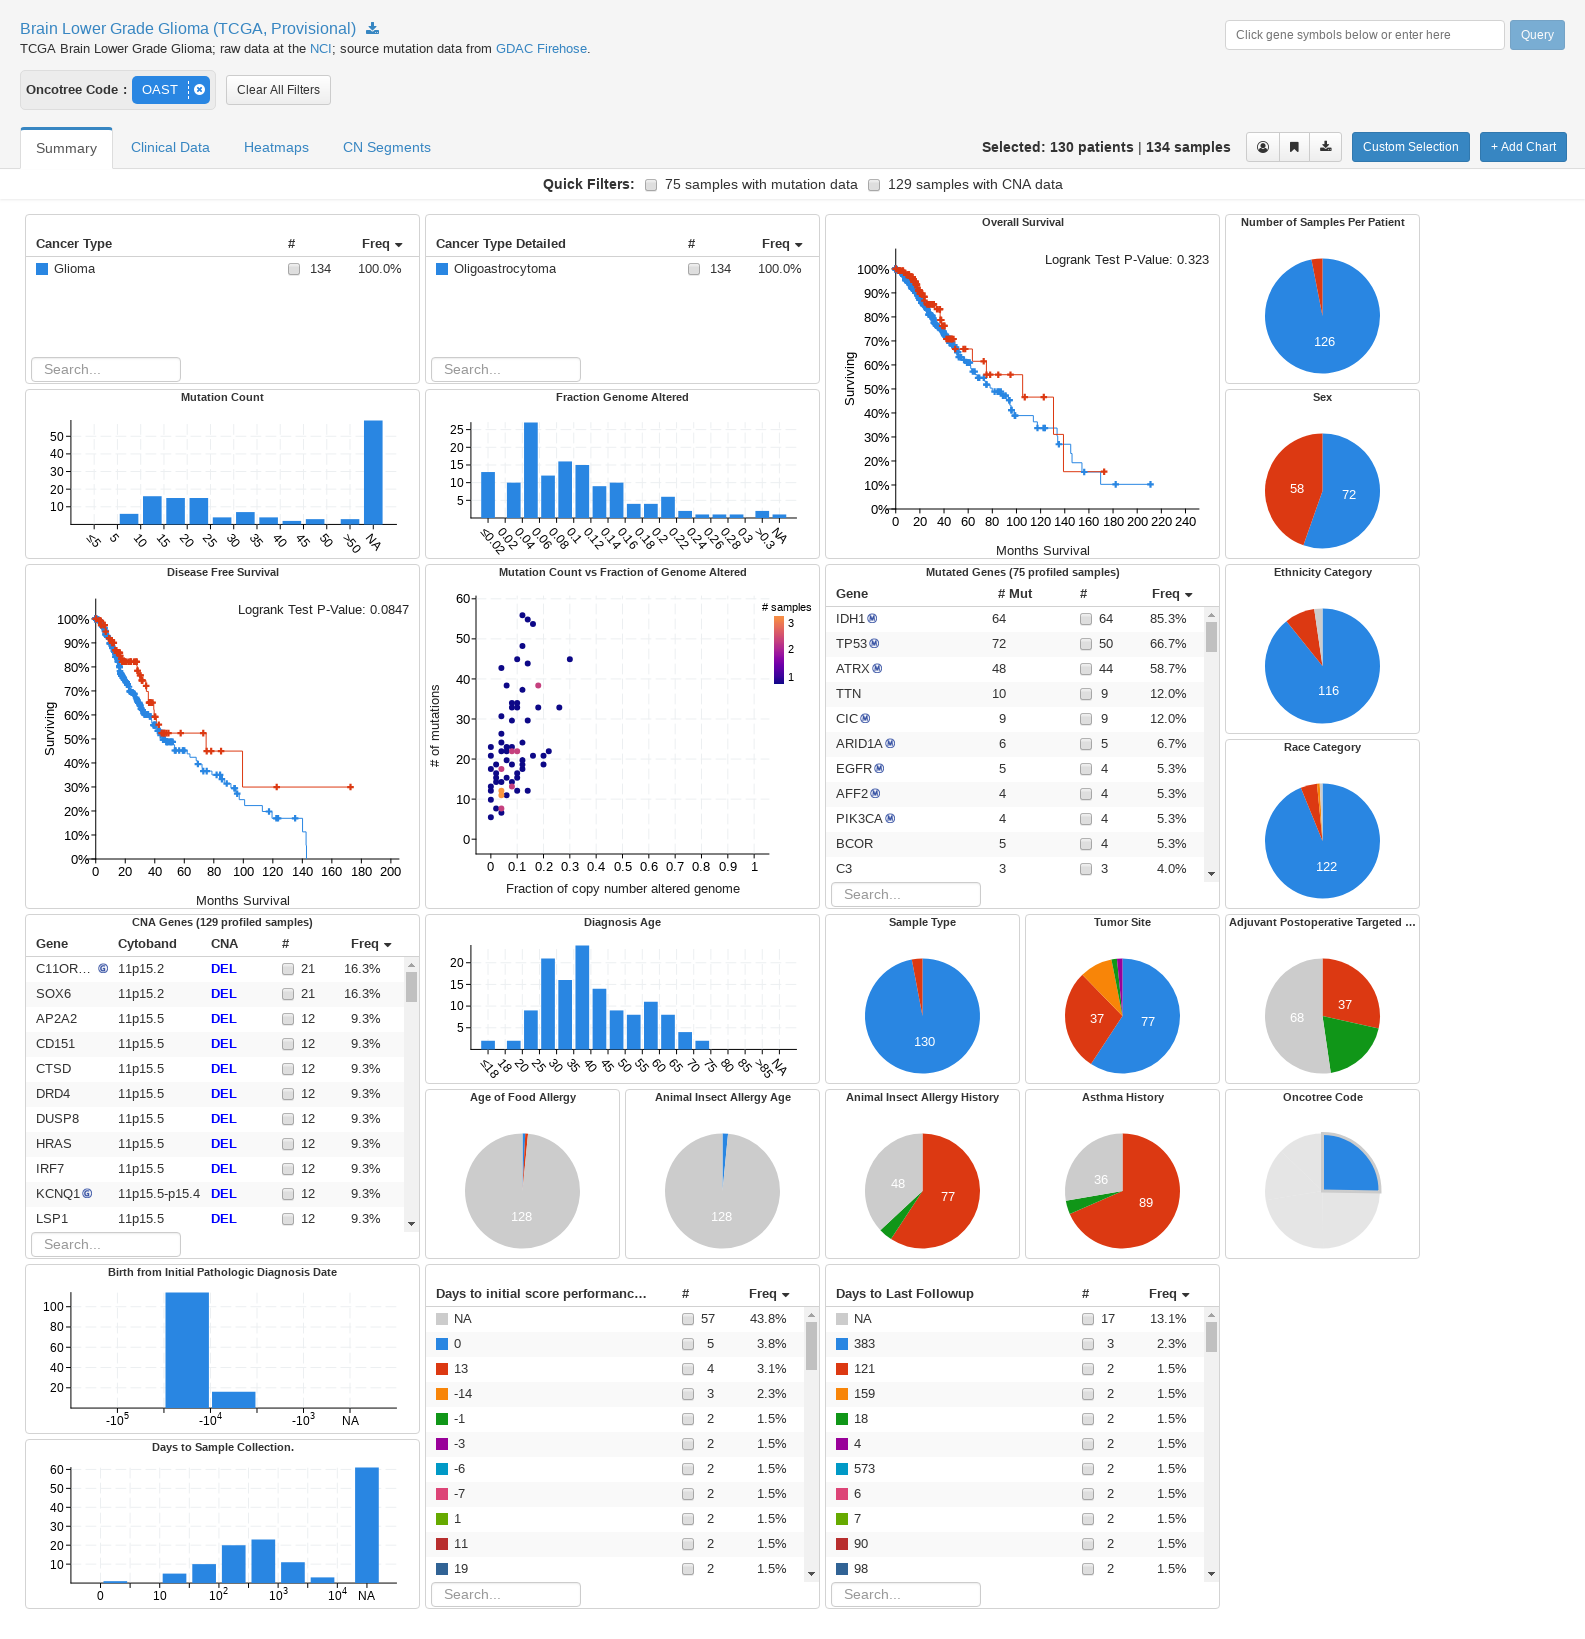 Brain Lower Grade Glioma (TCGA, Provisional)
TCGA Brain Lower Grade Glioma; raw data at the NCI; source mutation data from GDAC Firehose.
Click gene symbols below or enter here
Query
Oncotree Code : OAST
Clear All Filters
Summary
Clinical Data
Heatmaps
CN Segments
Selected: 130 patients | 134 samples
Custom Selection
+ Add Chart
Quick Filters: 75 samples with mutation data 129 samples with CNA data
Cancer Type # Freq
Glioma 134 100.0%
Search...
Cancer Type Detailed # Freq
Oligoastrocytoma 134 100.0%
Search...
Overall Survival
Logrank Test P-Value: 0.323
Surviving
100%
90%
80%
70%
60%
50%
40%
30%
20%
10%
0%
0 20 40 60 80 100 120 140 160 180 200 220 240
Months Survival
Number of Samples Per Patient
126
Mutation Count
50
40
30
20
10
≤5 5 10 15 20 25 30 35 40 45 50 >50 NA
Fraction Genome Altered
25
20
15
10
5
≤0.02 0.02 0.04 0.06 0.08 0.1 0.12 0.14 0.16 0.18 0.2 0.22 0.24 0.26 0.28 0.3 >0.3 NA
Sex
58
72
Disease Free Survival
Logrank Test P-Value: 0.0847
Surviving
100%
90%
80%
70%
60%
50%
40%
30%
20%
10%
0%
0 20 40 60 80 100 120 140 160 180 200
Months Survival
Mutation Count vs Fraction of Genome Altered
# samples
3
2
1
# of mutations
60
50
40
30
20
10
0
0 0.1 0.2 0.3 0.4 0.5 0.6 0.7 0.8 0.9 1
Fraction of copy number altered genome
Mutated Genes (75 profiled samples)
Gene # Mut # Freq
IDH1 64 64 85.3%
TP53 72 50 66.7%
ATRX 48 44 58.7%
TTN 10 9 12.0%
CIC 9 9 12.0%
ARID1A 6 5 6.7%
EGFR 5 4 5.3%
AFF2 4 4 5.3%
PIK3CA 4 4 5.3%
BCOR 5 4 5.3%
C3 3 3 4.0%
Search...
Ethnicity Category
116
Race Category
122
CNA Genes (129 profiled samples)
Gene Cytoband CNA # Freq
C11OR... 11p15.2 DEL 21 16.3%
SOX6 11p15.2 DEL 21 16.3%
AP2A2 11p15.5 DEL 12 9.3%
CD151 11p15.5 DEL 12 9.3%
CTSD 11p15.5 DEL 12 9.3%
DRD4 11p15.5 DEL 12 9.3%
DUSP8 11p15.5 DEL 12 9.3%
HRAS 11p15.5 DEL 12 9.3%
IRF7 11p15.5 DEL 12 9.3%
KCNQ1 11p15.5-p15.4 DEL 12 9.3%
LSP1 11p15.5 DEL 12 9.3%
Search...
Diagnosis Age
20
15
10
5
≤18 18 20 25 30 35 40 45 50 55 60 65 70 75 80 85 >85 NA
Sample Type
130
Tumor Site
37
77
Adjuvant Postoperative Targeted ...
68
37
Age of Food Allergy
128
Animal Insect Allergy Age
128
Animal Insect Allergy History
48
77
Asthma History
36
89
Oncotree Code
Birth from Initial Pathologic Diagnosis Date
100
80
60
40
20
-10⁵ -10⁴ -10³ NA
Days to initial score performanc... # Freq
NA 57 43.8%
0 5 3.8%
13 4 3.1%
-14 3 2.3%
-1 2 1.5%
-3 2 1.5%
-6 2 1.5%
-7 2 1.5%
1 2 1.5%
11 2 1.5%
19 2 1.5%
Search...
Days to Last Followup # Freq
NA 17 13.1%
383 3 2.3%
121 2 1.5%
159 2 1.5%
18 2 1.5%
4 2 1.5%
573 2 1.5%
6 2 1.5%
7 2 1.5%
90 2 1.5%
98 2 1.5%
Search...
Days to Sample Collection.
60
50
40
30
20
10
0 10 10² 10³ 10⁴ NA